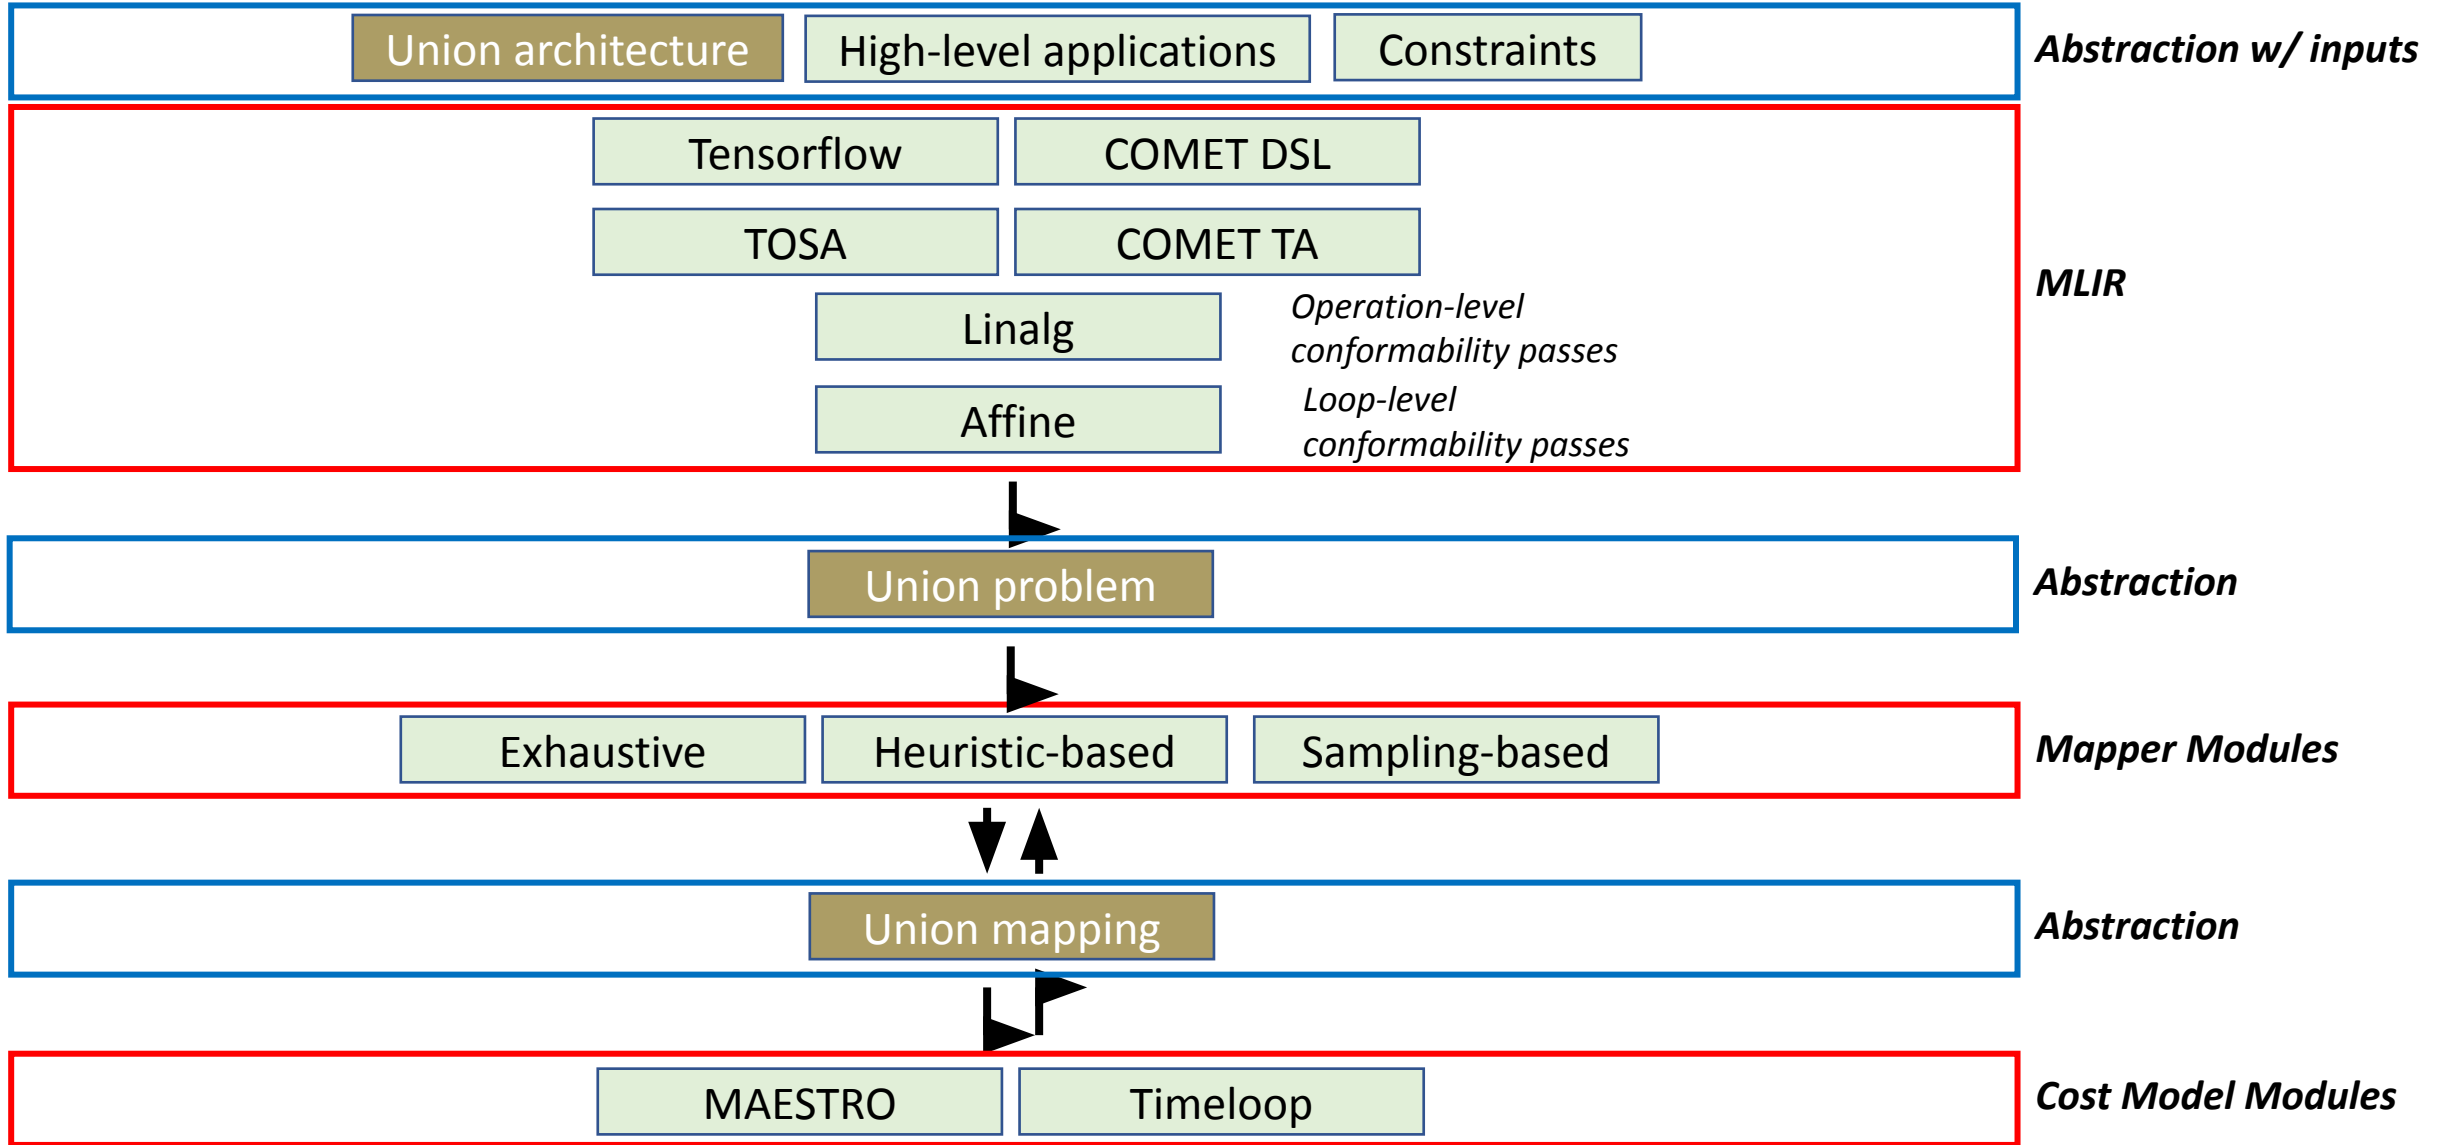 Union architecture High-level applications Constraints Abstraction w/ inputs
Tensorflow COMET DSL
TOSA COMET TA
MLIR
Linalg
Operation-level
conformability passes
Affine
Loop-level
conformability passes
Union problem Abstraction
Exhaustive Heuristic-based Sampling-based Mapper Modules
Union mapping Abstraction
MAESTRO Timeloop Cost Model Modules